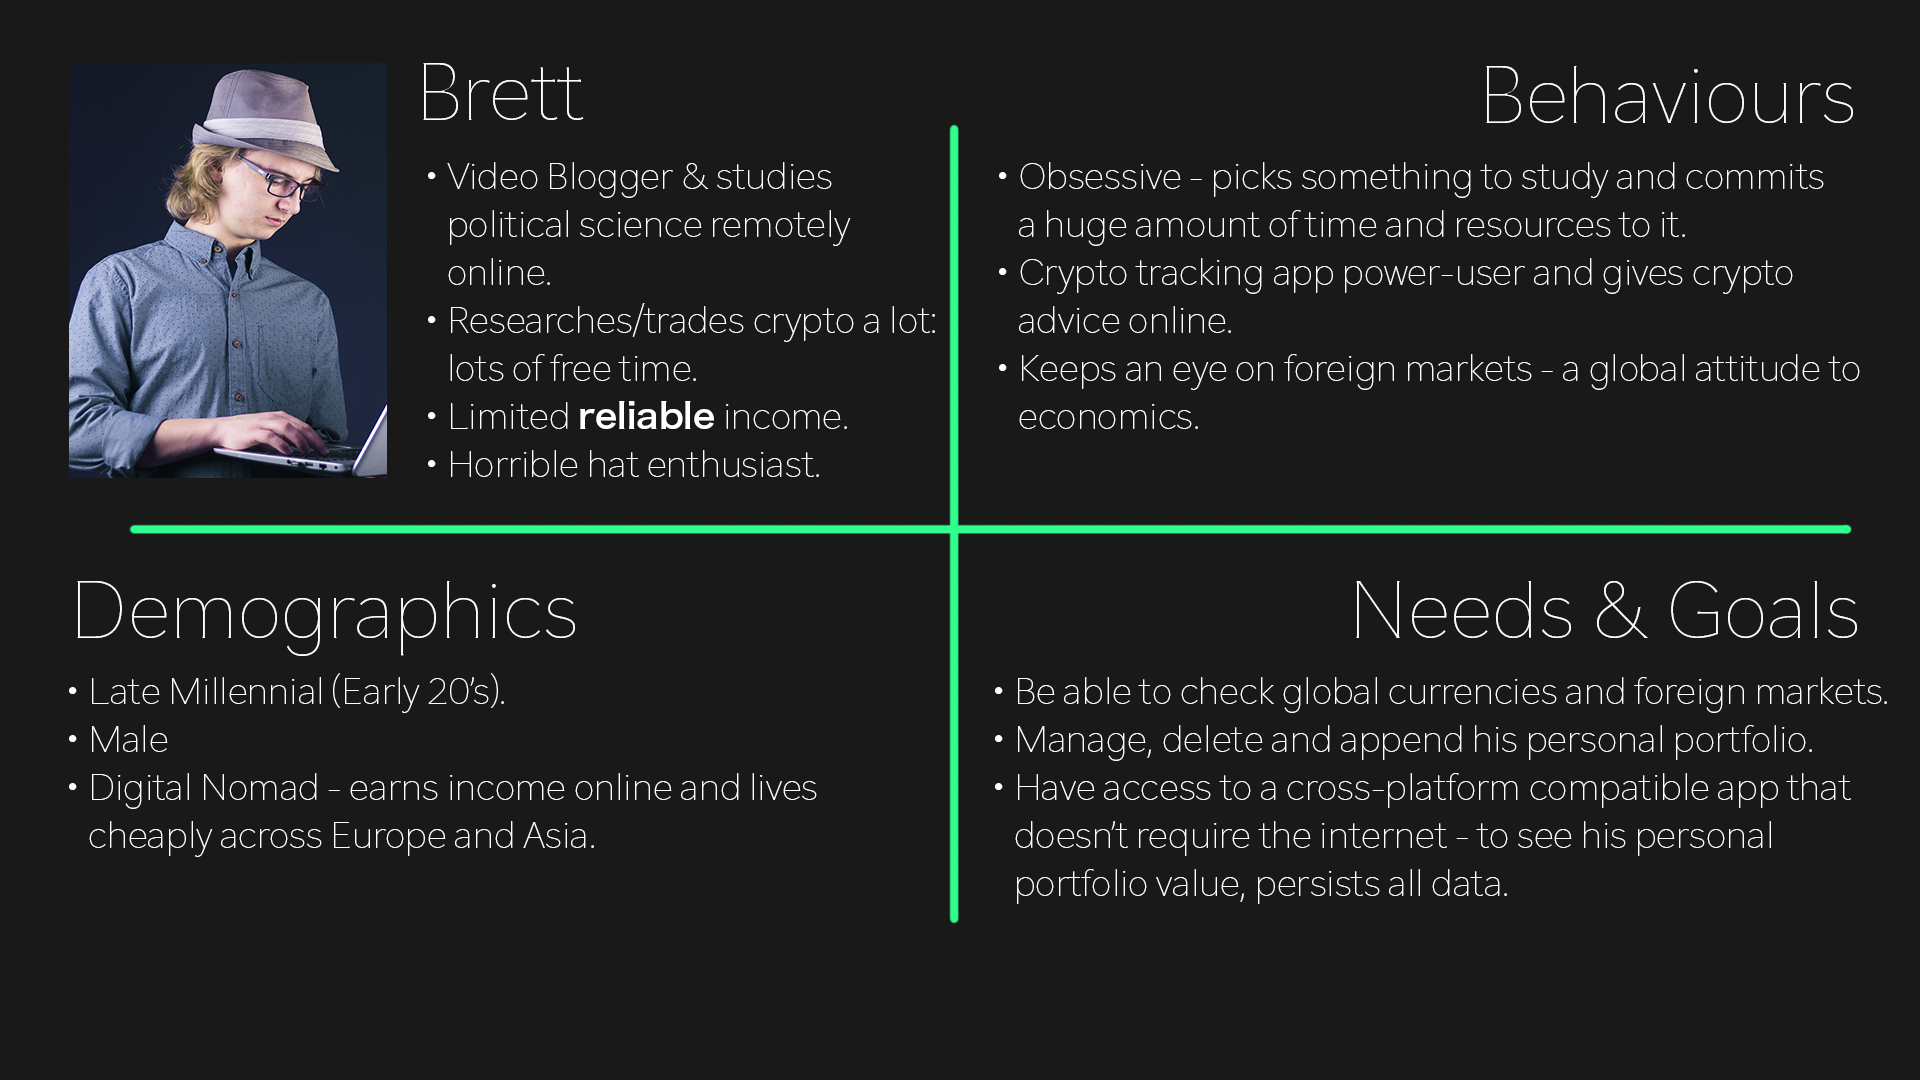 Brett
• Video Blogger & studies
political science remotely
online.
• Researches/trades crypto a lot:
lots of free time.
• Limited reliable income.
• Horrible hat enthusiast.
Behaviours
• Obsessive - picks something to study and commits
a huge amount of time and resources to it.
• Crypto tracking app power-user and gives crypto
advice online.
• Keeps an eye on foreign markets - a global attitude to
economics.
Demographics
• Late Millennial (Early 20’s).
• Male
• Digital Nomad - earns income online and lives
cheaply across Europe and Asia.
Needs & Goals
• Be able to check global currencies and foreign markets.
• Manage, delete and append his personal portfolio.
• Have access to a cross-platform compatible app that
doesn’t require the internet - to see his personal
portfolio value, persists all data.